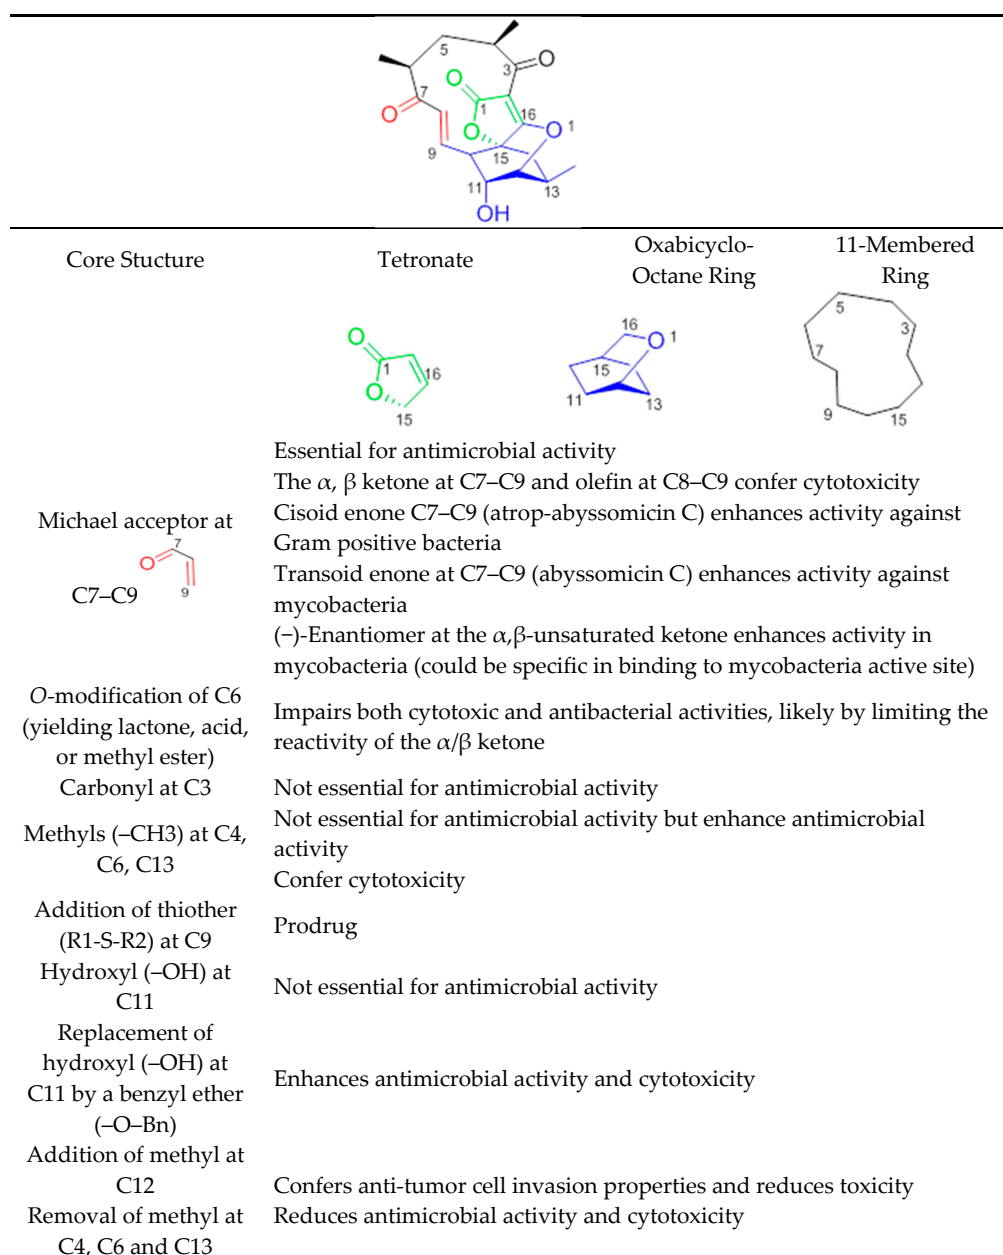 5
3
O
O
7
1
16
O
1
O
O
9
15
11
13
OH
Core Stucture
Tetronate
Oxabicyclo-
Octane Ring
11-Membered
Ring
O
1
16
O
15
16
O
1
15
11
13
5
3
7
9
15
Michael acceptor at
7
O
C7–C9
9
Essential for antimicrobial activity
The α, β ketone at C7–C9 and olefin at C8–C9 confer cytotoxicity
Cisoid enone C7–C9 (atrop-abyssomicin C) enhances activity against
Gram positive bacteria
Transoid enone at C7–C9 (abyssomicin C) enhances activity against
mycobacteria
(−)-Enantiomer at the α,β-unsaturated ketone enhances activity in
mycobacteria (could be specific in binding to mycobacteria active site)
O-modification of C6
(yielding lactone, acid,
or methyl ester)
Impairs both cytotoxic and antibacterial activities, likely by limiting the
reactivity of the α/β ketone
Carbonyl at C3
Not essential for antimicrobial activity
Methyls (–CH3) at C4,
C6, C13
Not essential for antimicrobial activity but enhance antimicrobial
activity
Confer cytotoxicity
Addition of thiother
(R1-S-R2) at C9
Prodrug
Hydroxyl (–OH) at
C11
Not essential for antimicrobial activity
Replacement of
hydroxyl (–OH) at
C11 by a benzyl ether
(–O–Bn)
Enhances antimicrobial activity and cytotoxicity
Addition of methyl at
C12
Confers anti-tumor cell invasion properties and reduces toxicity
Removal of methyl at
C4, C6 and C13
Reduces antimicrobial activity and cytotoxicity